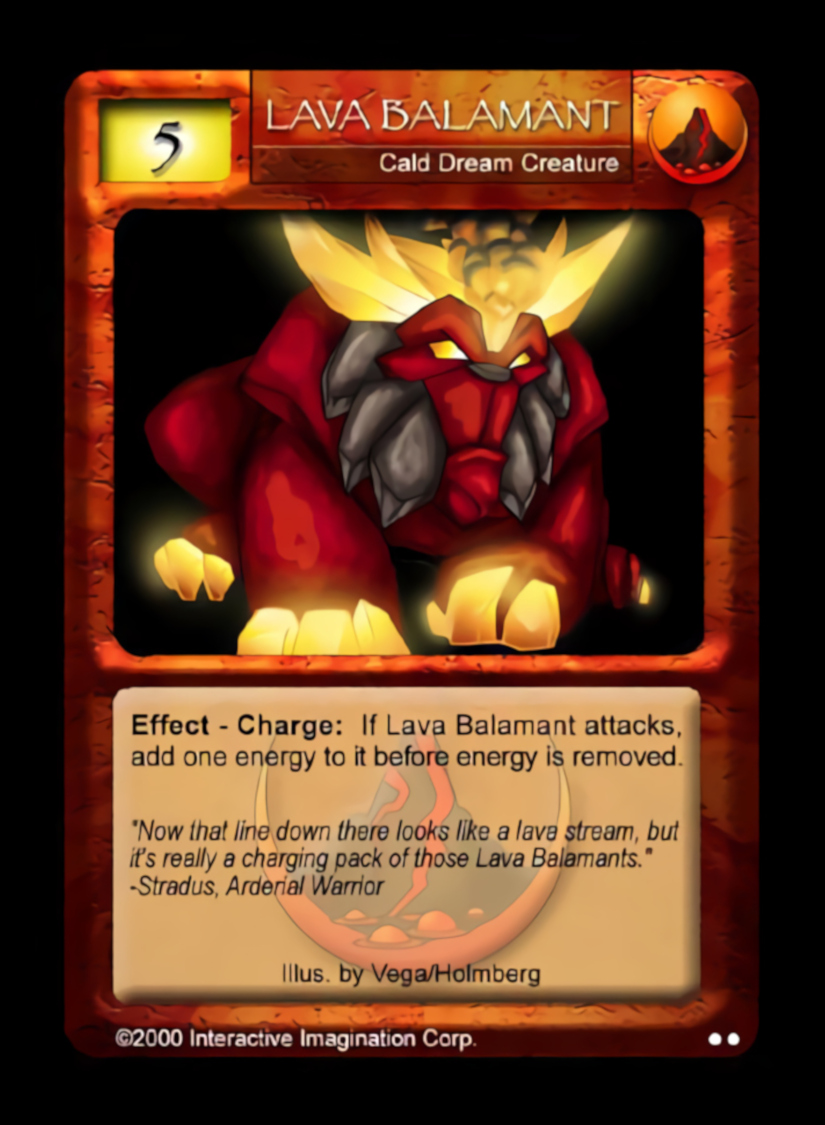 5
LAVA BALAMANT
Cald Dream Creature
Effect - Charge: If Lava Balamant attacks,
add one energy to it before energy is removed.
"Now that line down there looks like a lava stream, but
it's really a charging pack of those Lava Balamants."
-Stradus, Arderial Warrior
Illus. by Vega/Holmberg
©2000 Interactive Imagination Corp.